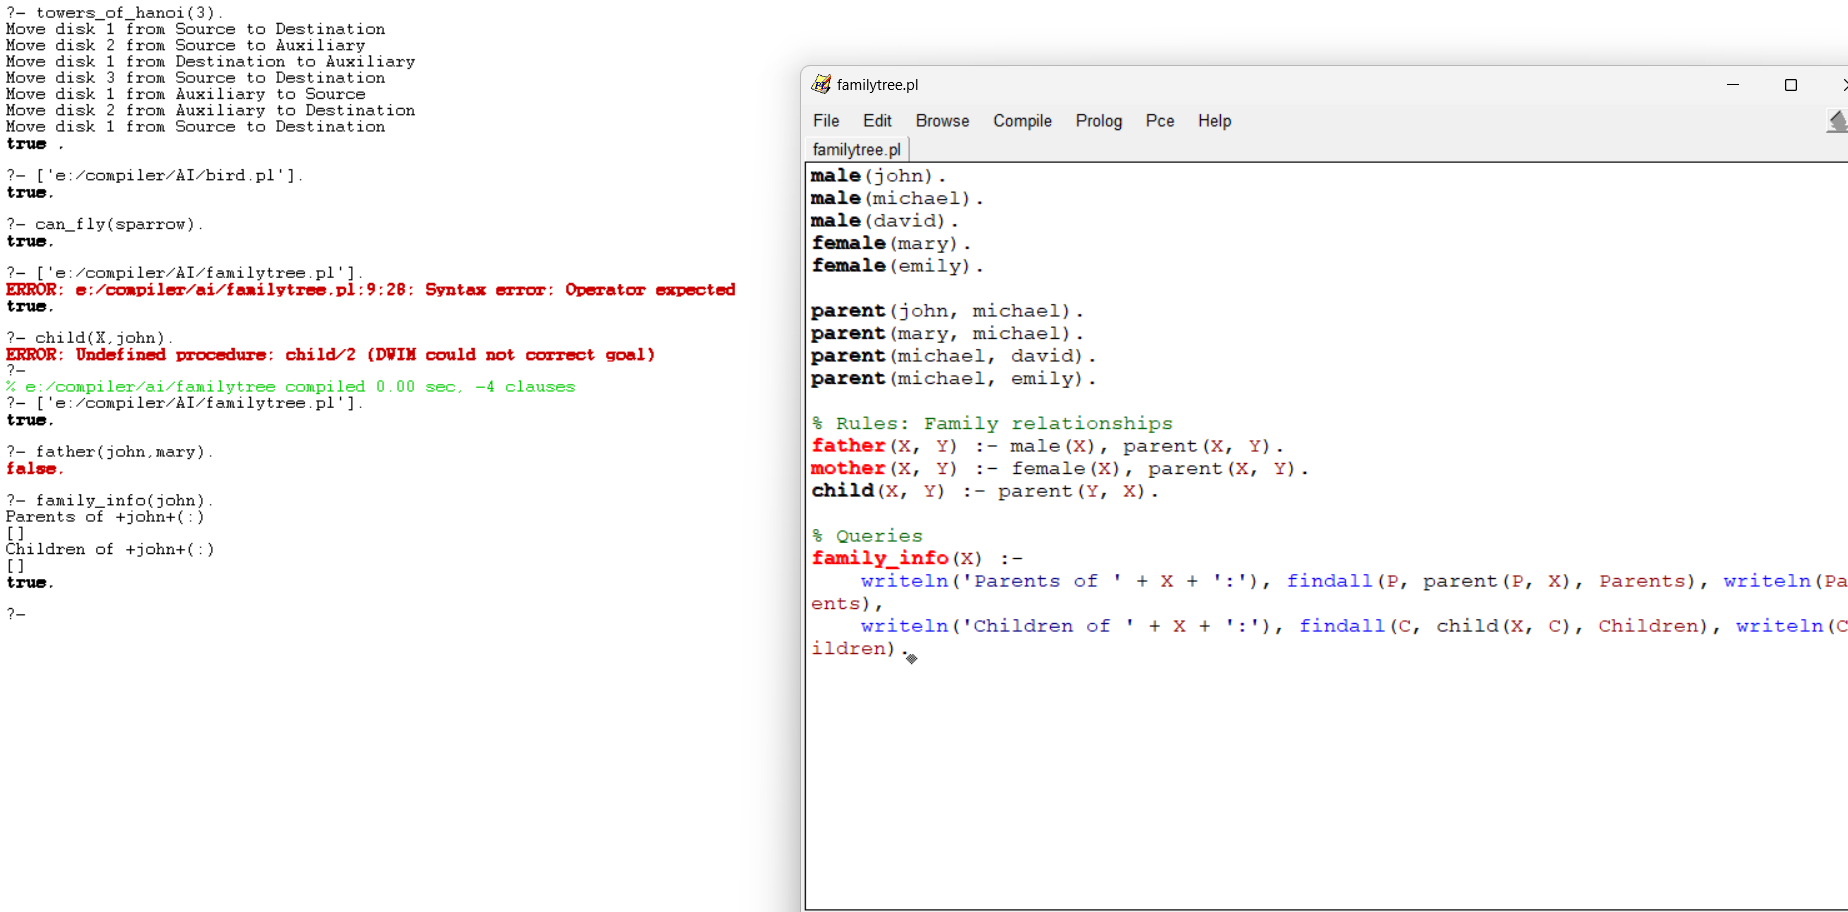 ?- towers_of_hanoi(3).
Move disk 1 from Source to Destination
Move disk 2 from Source to Auxiliary
Move disk 1 from Destination to Auxiliary
Move disk 3 from Source to Destination
Move disk 1 from Auxiliary to Source
Move disk 2 from Auxiliary to Destination
Move disk 1 from Source to Destination
true .
?- ['e:/compiler/AI/bird.pl'].
true.
?- can_fly(sparrow).
true.
?- ['e:/compiler/AI/familytree.pl'].
ERROR: e:/compiler/ai/familytree.pl:9:28: Syntax error: Operator expected
true.
?- child(X,john).
ERROR: Undefined procedure: child/2 (DWIM could not correct goal)
?-
% e:/compiler/ai/familytree compiled 0.00 sec, -4 clauses
?- ['e:/compiler/AI/familytree.pl'].
true.
?- father(john,mary).
false.
?- family_info(john).
Parents of +john+(:)
[]
Children of +john+(:)
[]
true.
?-
familytree.pl
File Edit Browse Compile Prolog Pce Help
familytree.pl
male(john).
male(michael).
male(david).
female(mary).
female(emily).
parent(john, michael).
parent(mary, michael).
parent(michael, david).
parent(michael, emily).
% Rules: Family relationships
father(X, Y) :- male(X), parent(X, Y).
mother(X, Y) :- female(X), parent(X, Y).
child(X, Y) :- parent(Y, X).
% Queries
family_info(X) :-
writeln('Parents of ' + X + ':'), findall(P, parent(P, X), Parents), writeln(Pa
ents),
writeln('Children of ' + X + ':'), findall(C, child(X, C), Children), writeln(C
ildren).